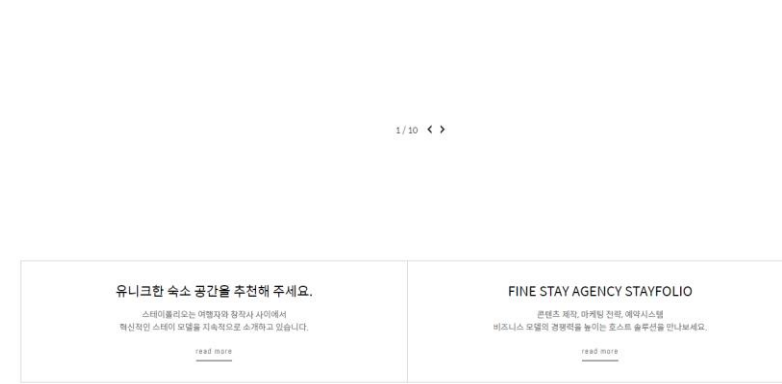 1 / 10
유니크한 숙소 공간을 추천해 주세요.
스테이폴리오는 여행자와 창작사 사이에서
혁신적인 스테이 모델을 지속적으로 소개하고 있습니다.
read more
FINE STAY AGENCY STAYFOLIO
콘텐츠 제작, 마케팅 전략, 예약시스템
비즈니스 모델의 경쟁력을 높이는 호스트 솔루션을 만나보세요.
read more